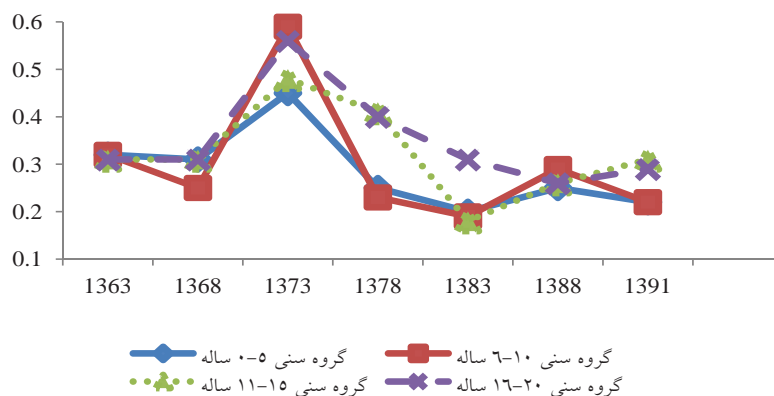 0.6
0.5
0.4
0.3
0.2
0.1
1363 1368 1373 1378 1383 1388 1391
گروه سنی ۰-۵ ساله
گروه سنی ۶-۱۰ ساله
گروه سنی ۱۱-۱۵ ساله
گروه سنی ۱۶-۲۰ ساله